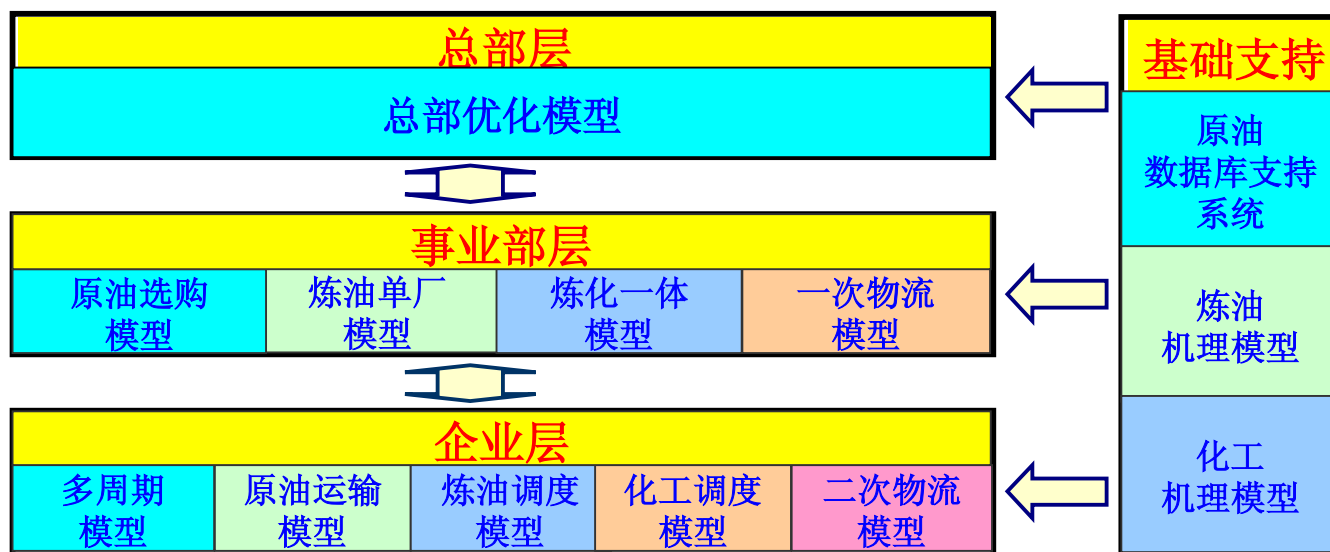 总部层
总部优化模型
事业部层
原油选购
模型
炼油单厂
模型
炼化一体
模型
一次物流
模型
企业层
多周期
模型
原油运输
模型
炼油调度
模型
化工调度
模型
二次物流
模型
基础支持
原油
数据库支持
系统
炼油
机理模型
化工
机理模型